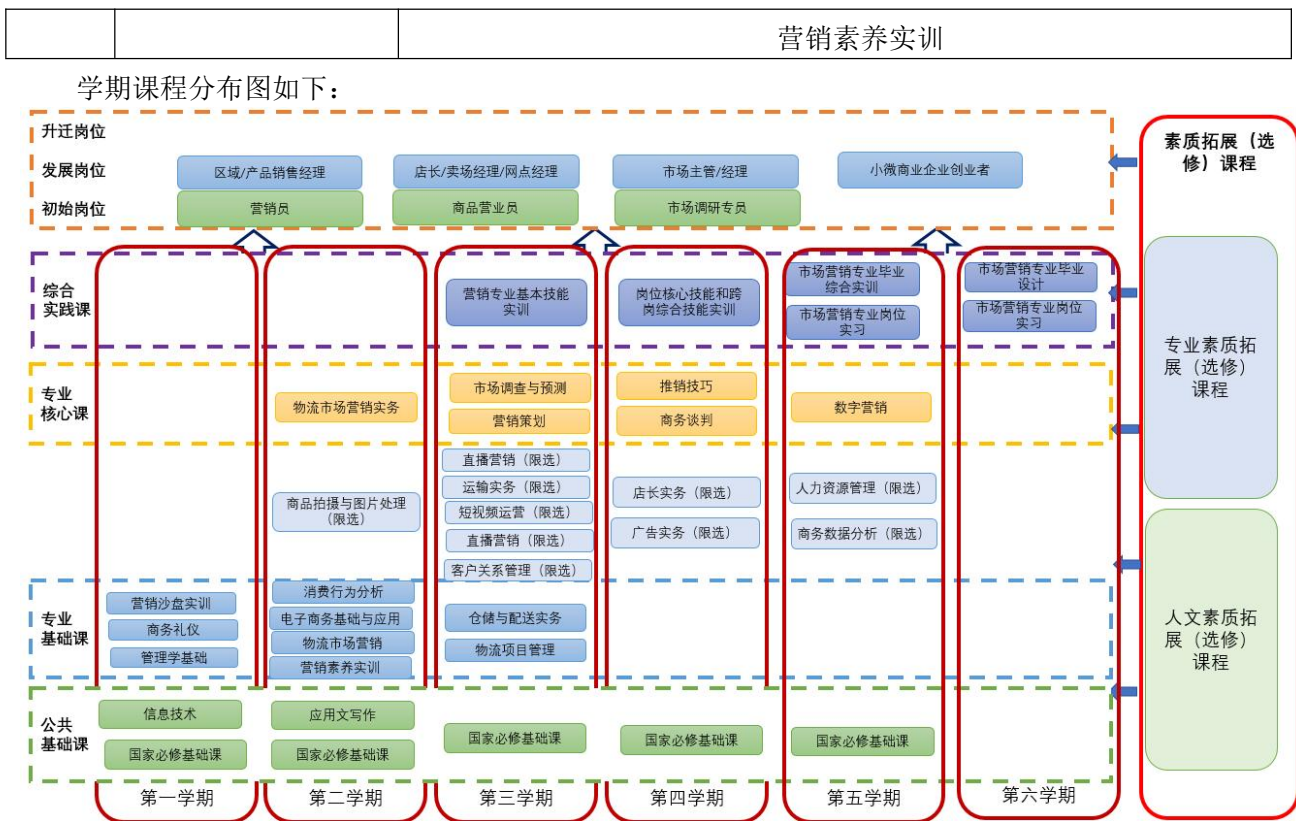 营销素养实训
学期课程分布图如下：
升迁岗位
发展岗位
初始岗位
区域/产品销售经理
店长/卖场经理/网点经理
市场主管/经理
小微商业企业创业者
营销员
商品营业员
市场调研专员
素质拓展（选
修）课程
综合
实践课
营销专业基本技能
实训
岗位核心技能和跨
岗综合技能实训
市场营销专业毕业
综合实训
市场营销专业岗位
实习
市场营销专业毕业
设计
市场营销专业岗位
实习
专业素质拓
展（选修）
课程
专业
核心课
物流市场营销实务
市场调查与预测
营销策划
推销技巧
商务谈判
数字营销
商品拍摄与图片处理
（限选）
直播营销（限选）
运输实务（限选）
短视频运营（限选）
直播营销（限选）
客户关系管理（限选）
店长实务（限选）
广告实务（限选）
人力资源管理（限选）
商务数据分析（限选）
人文素质拓
展（选修）
课程
专业
基础课
营销沙盘实训
商务礼仪
管理学基础
消费行为分析
电子商务基础与应用
物流市场营销
营销素养实训
仓储与配送实务
物流项目管理
公共
基础课
信息技术
国家必修基础课
应用文写作
国家必修基础课
国家必修基础课
国家必修基础课
国家必修基础课
第一学期
第二学期
第三学期
第四学期
第五学期
第六学期